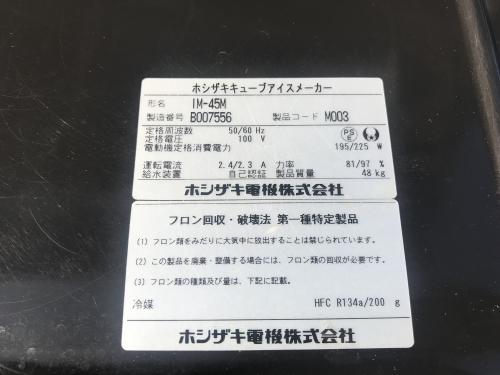 ホシザキキューブアイスメーカー
形名 IM-45M
製造番号 B007556 製品コード M003
定格周波数 50/60 Hz
定格電圧 100 V
電動機定格消費電力 195/225 W
運転電流 2.4/2.3 A 力率 81/97 %
給水装置 自己認証 製品質量 48 kg
ホシザキ電機株式会社
フロン回収・破壊法 第一種特定製品
(1) フロン類をみだりに大気中に放出することは禁じられています。
(2) この製品を廃棄・整備する場合には、フロン類の回収が必要です。
(3) フロン類の種類及び量は、下記に記載。
冷媒 HFC R134a/200 g
ホシザキ電機株式会社